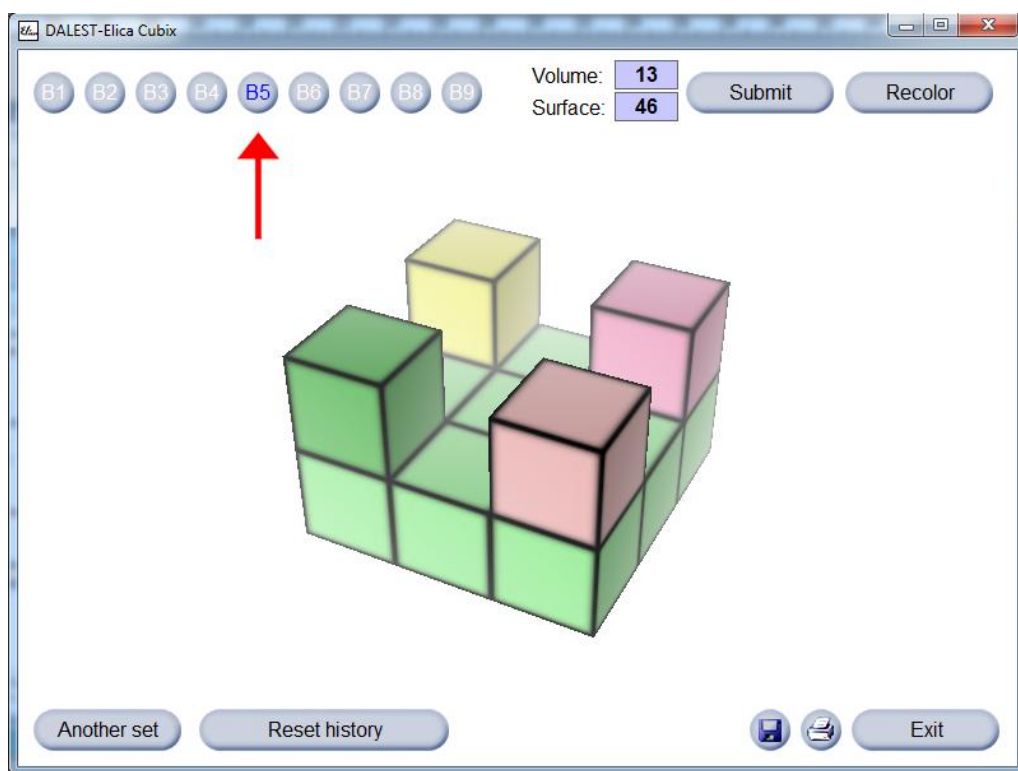 Elica DALEST-Elica Cubix
B1 B2 B3 B4 B5 B6 B7 B8 B9
Volume: 13
Surface: 46
Submit
Recolor
Another set
Reset history
Exit